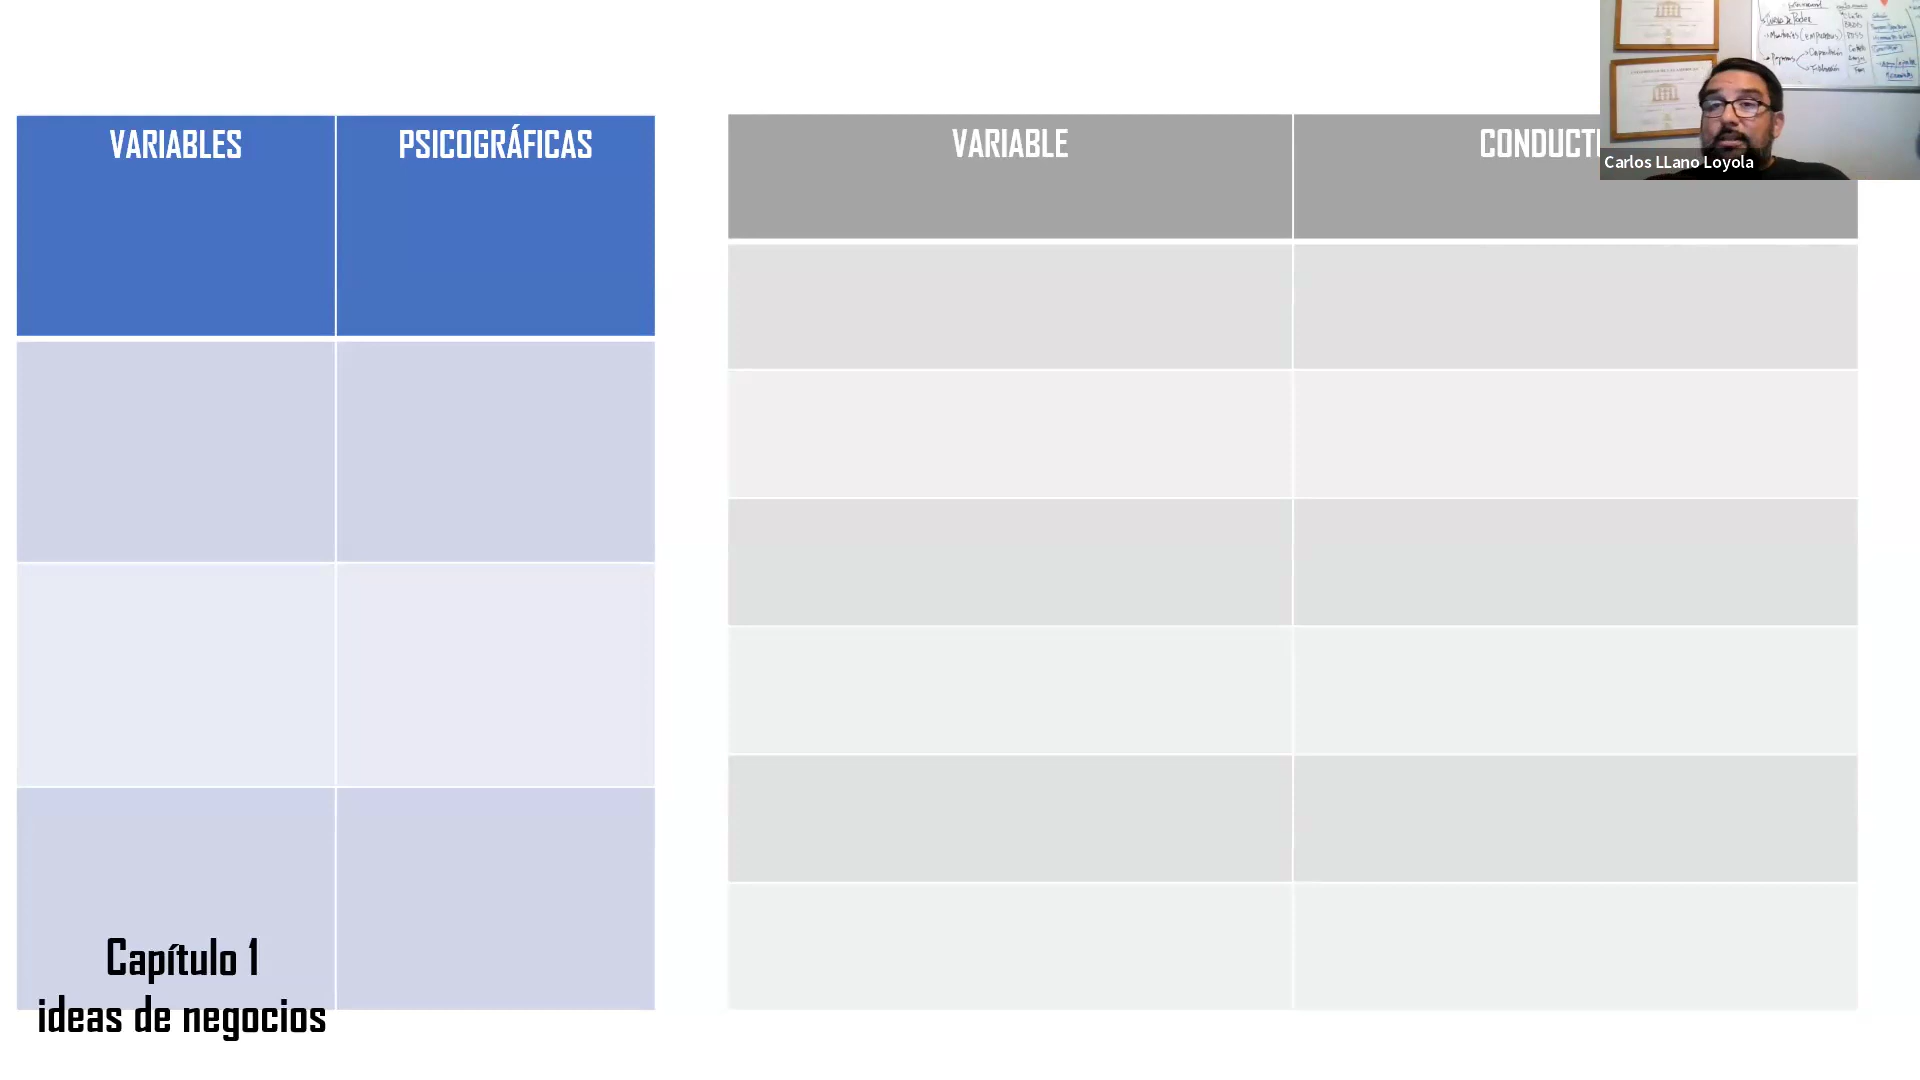 VARIABLES
PSICOGRÁFICAS
VARIABLE
CONDUCT
Carlos LLano Loyola
Capítulo 1
ideas de negocios